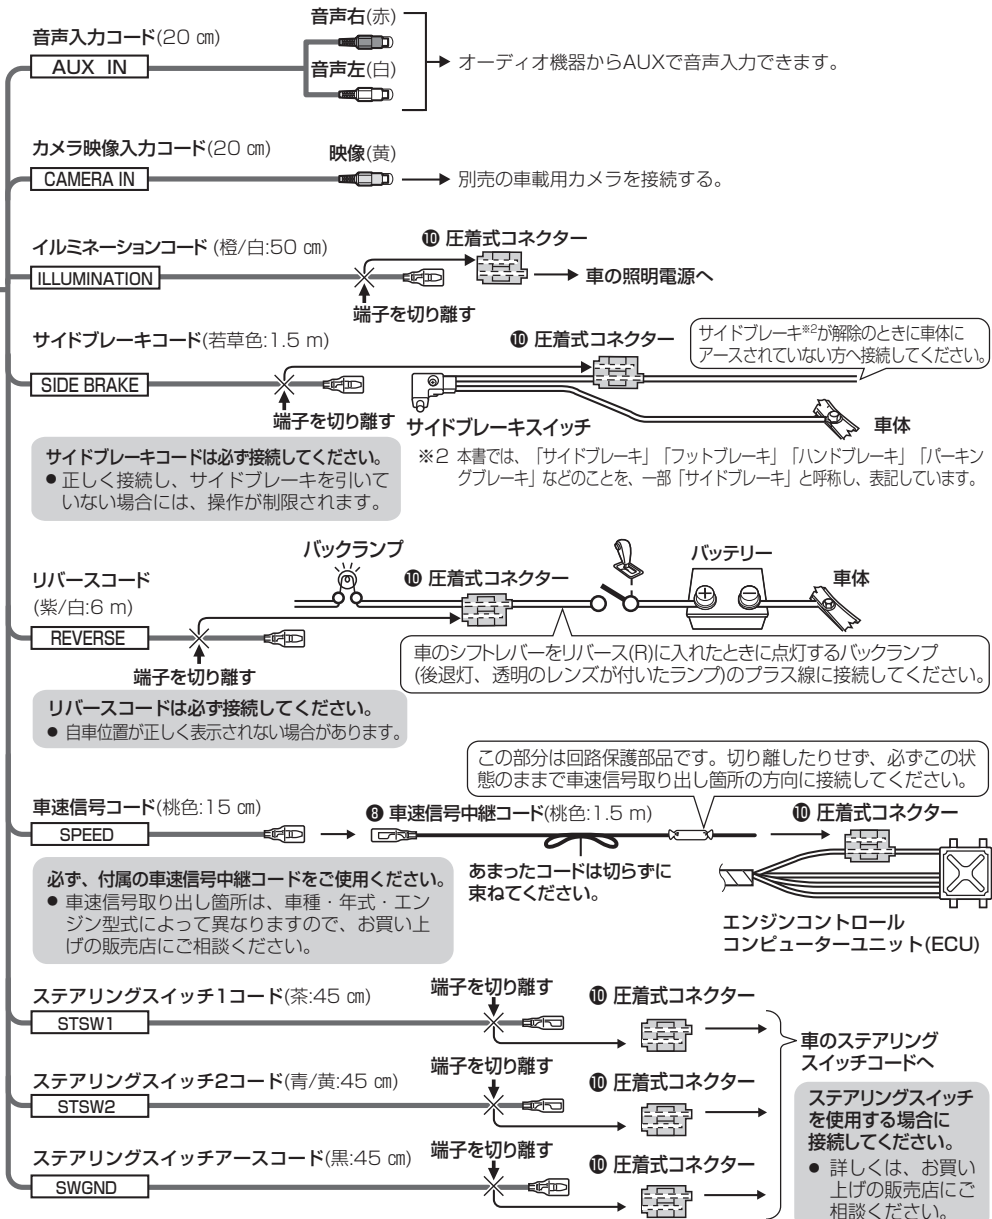 音声右(赤)
音声入力コード(20 ㎝)
AUX IN
音声左(白)
オーディオ機器からAUXで音声入力できます。
カメラ映像入力コード(20 ㎝)
映像(黄)
CAMERA IN
別売の車載用カメラを接続する。
イルミネーションコード (橙/白:50 ㎝)
❿ 圧着式コネクター
ILLUMINATION
車の照明電源へ
端子を切り離す
サイドブレーキコード(若草色:1.5 m)
❿ 圧着式コネクター
サイドブレーキ※2が解除のときに車体に
アースされていない方へ接続してください。
SIDE BRAKE
端子を切り離す
サイドブレーキスイッチ
車体
サイドブレーキコードは必ず接続してください。
● 正しく接続し、サイドブレーキを引いて
いない場合には、操作が制限されます。
※2 本書では、「サイドブレーキ」「フットブレーキ」「ハンドブレーキ」「パーキン
グブレーキ」などのことを、一部「サイドブレーキ」と呼称し、表記しています。
バックランプ
バッテリー
リバースコード
(紫/白:6 m)
❿ 圧着式コネクター
車体
REVERSE
端子を切り離す
車のシフトレバーをリバース(R)に入れたときに点灯するバックランプ
(後退灯、透明のレンズが付いたランプ)のプラス線に接続してください。
リバースコードは必ず接続してください。
● 自車位置が正しく表示されない場合があります。
この部分は回路保護部品です。切り離したりせず、必ずこの状
態のままで車速信号取り出し箇所の方向に接続してください。
車速信号コード(桃色:15 ㎝)
SPEED
❽ 車速信号中継コード(桃色:1.5 m)
❿ 圧着式コネクター
あまったコードは切らずに
束ねてください。
必ず、付属の車速信号中継コードをご使用ください。
● 車速信号取り出し箇所は、車種・年式・エン
ジン型式によって異なりますので、お買い上
げの販売店にご相談ください。
エンジンコントロール
コンピューターユニット(ECU)
ステアリングスイッチ1コード(茶:45 ㎝)
端子を切り離す
❿ 圧着式コネクター
STSW1
ステアリングスイッチ2コード(青/黄:45 ㎝)
端子を切り離す
❿ 圧着式コネクター
STSW2
ステアリングスイッチアースコード(黒:45 ㎝)
端子を切り離す
❿ 圧着式コネクター
SWGND
車のステアリング
スイッチコードへ
ステアリングスイッチ
を使用する場合に
接続してください。
● 詳しくは、お買い
上げの販売店にご
相談ください。